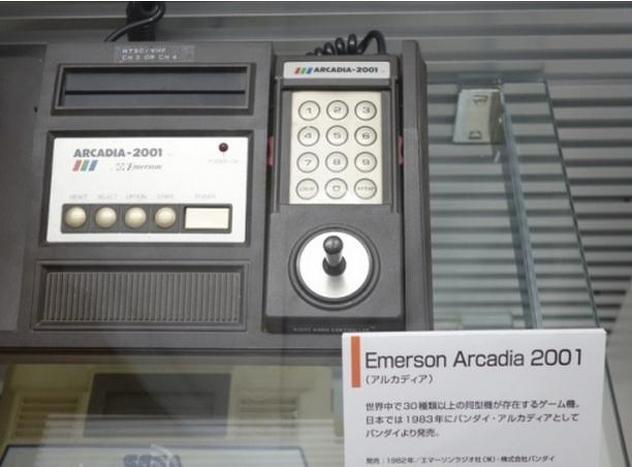 NTSC/VHF
CH 3 OR CH 4
ARCADIA-2001
Emerson
POWER ON
RESET SELECT OPTION START POWER
ARCADIA-2001
1 2 3
4 5 6
7 8 9
CLEAR 0 ENTER
RIGHT HAND CONTROLLER
Emerson Arcadia 2001
(アルカディア)
世界中で30種類以上の同型機が存在するゲーム機。
日本では1983年にバンダイ・アルカディアとして
バンダイより発売。
発売:1982年/エマーソンラジオ社(米)・株式会社バンダイ
SEGA